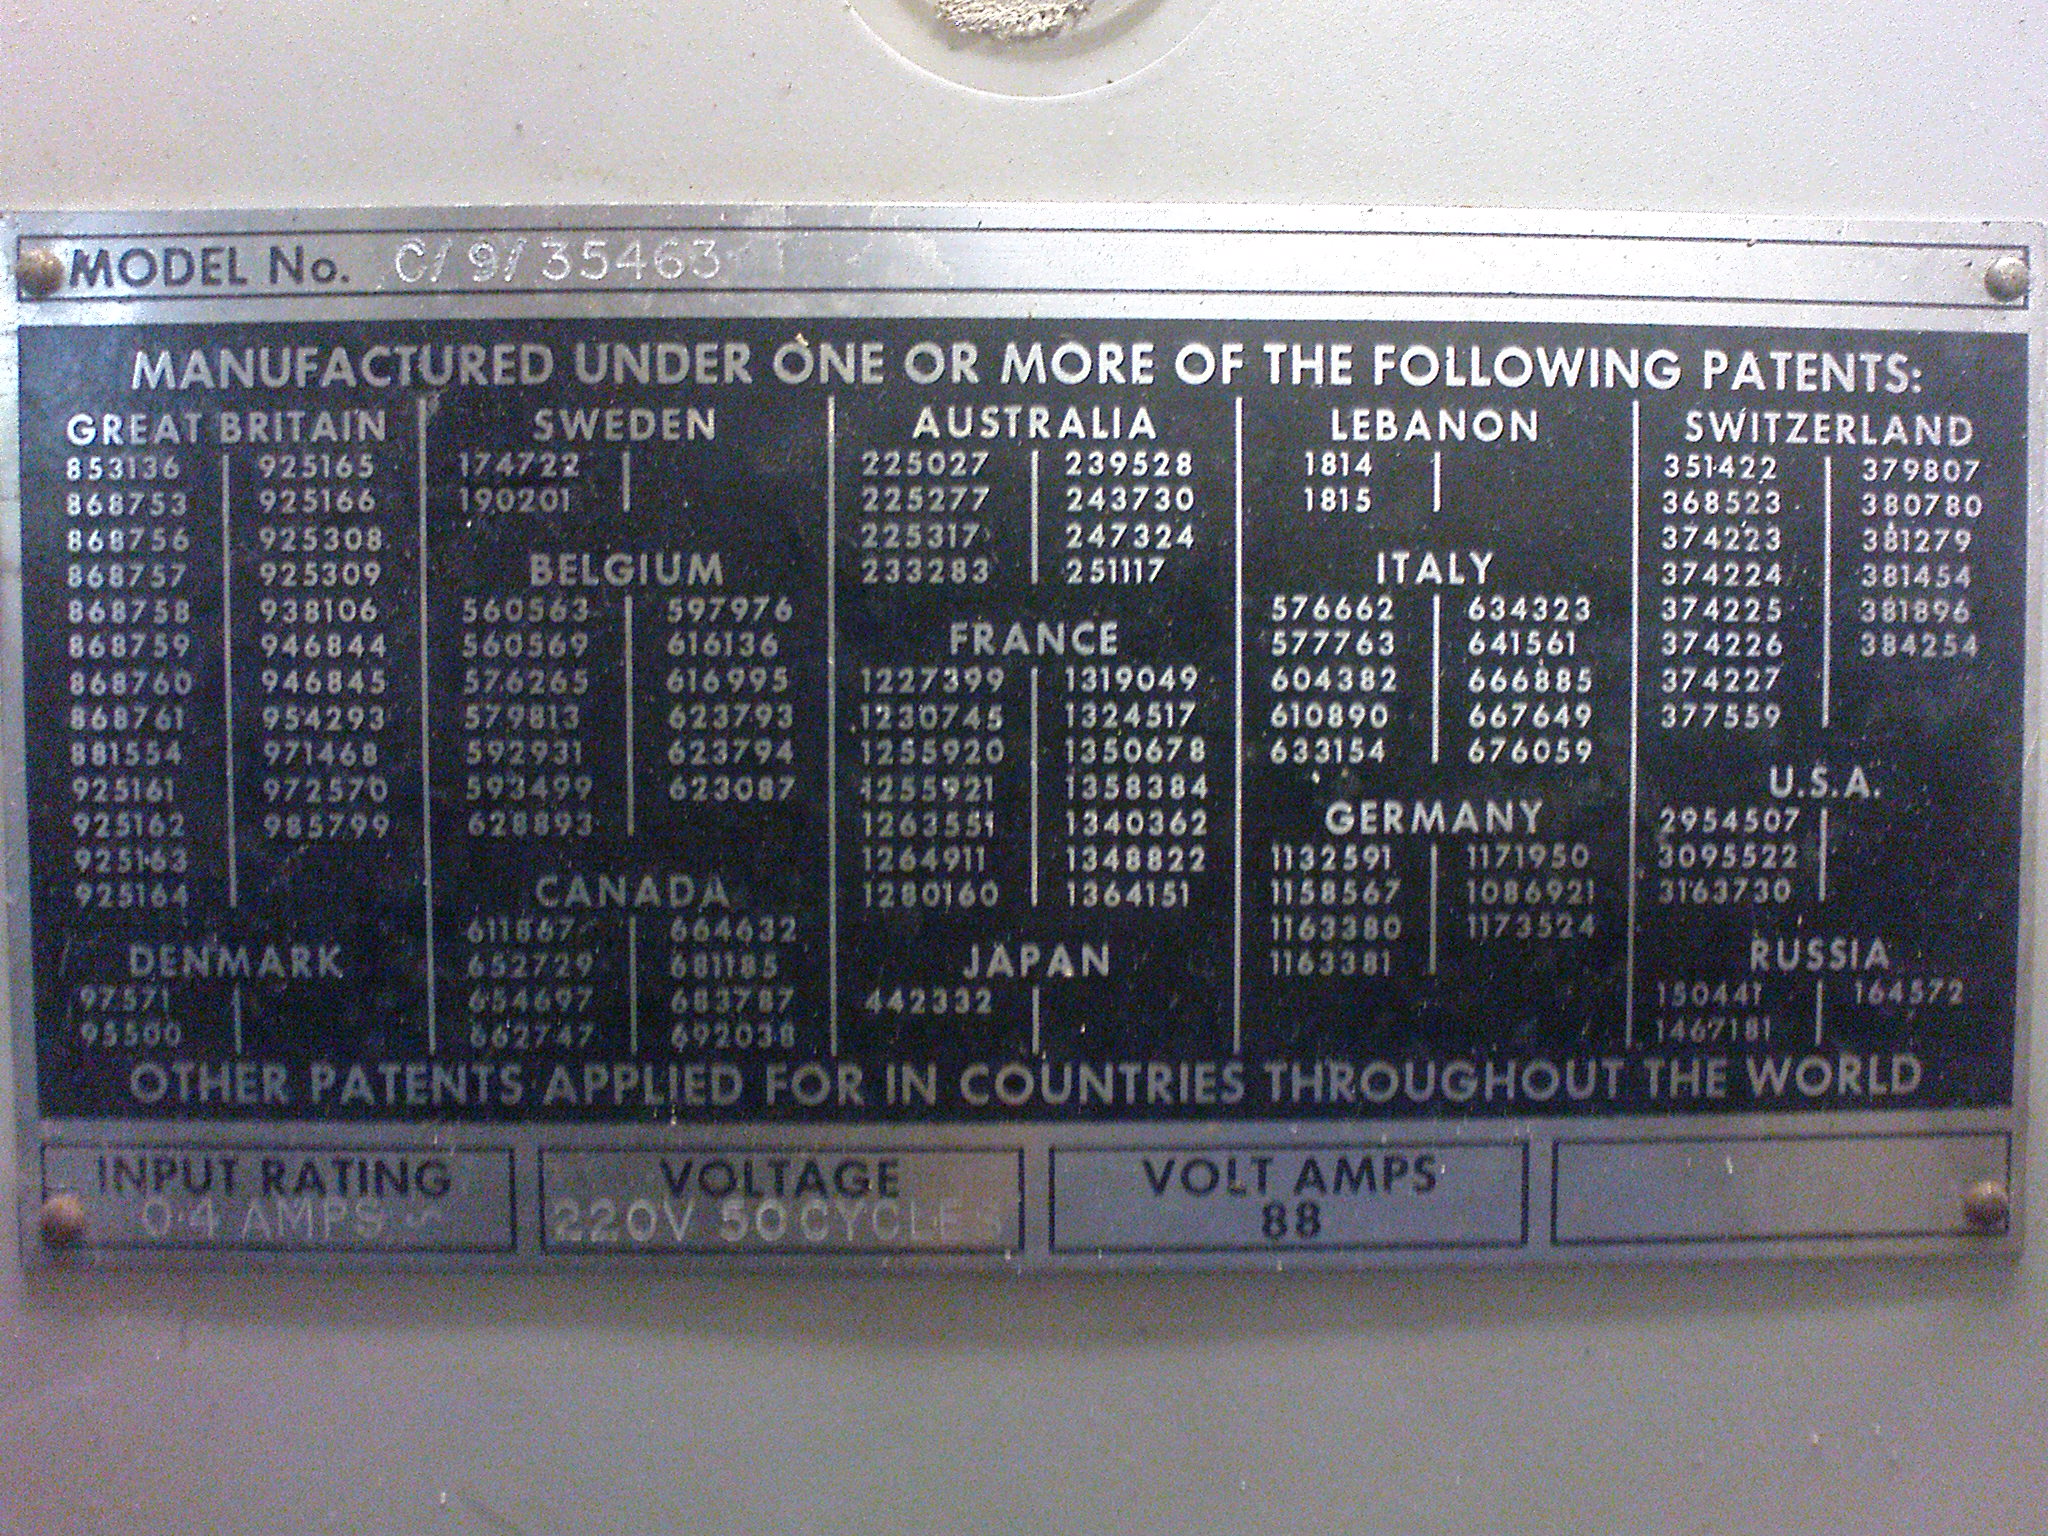 MODEL No. C/9/35463
MANUFACTURED UNDER ONE OR MORE OF THE FOLLOWING PATENTS:
GREAT BRITAIN
853136 925165
868753 925166
868756 925308
868757 925309
868758 938106
868759 946844
868760 946845
868761 954293
881554 971468
925161 972570
925162 985799
925163
925164
DENMARK
97571
95500
SWEDEN
174722
190201
BELGIUM
560563 597976
560569 616136
576265 616995
579813 623793
592931 623794
593499 623087
628893
CANADA
611867 664632
652729 681185
654697 683787
662747 692038
AUSTRALIA
225027 239528
225277 243730
225317 247324
233283 251117
FRANCE
1227399 1319049
1230745 1324517
1255920 1350678
1255921 1358384
1263551 1340362
1264911 1348822
1280160 1364151
JAPAN
442332
LEBANON
1814
1815
ITALY
576662 634323
577763 641561
604382 666885
610890 667649
633154 676059
GERMANY
1132591 1171950
1158567 1086921
1163380 1173524
1163381
SWITZERLAND
351422 379807
368523 380780
374223 381279
374224 381454
374225 381896
374226 384254
374227
377559
U.S.A.
2954507
3095522
3163730
RUSSIA
150441 164572
1467181
OTHER PATENTS APPLIED FOR IN COUNTRIES THROUGHOUT THE WORLD
INPUT RATING
0·4 AMPS ~
VOLTAGE
220V 50 CYCLES
VOLT AMPS
88